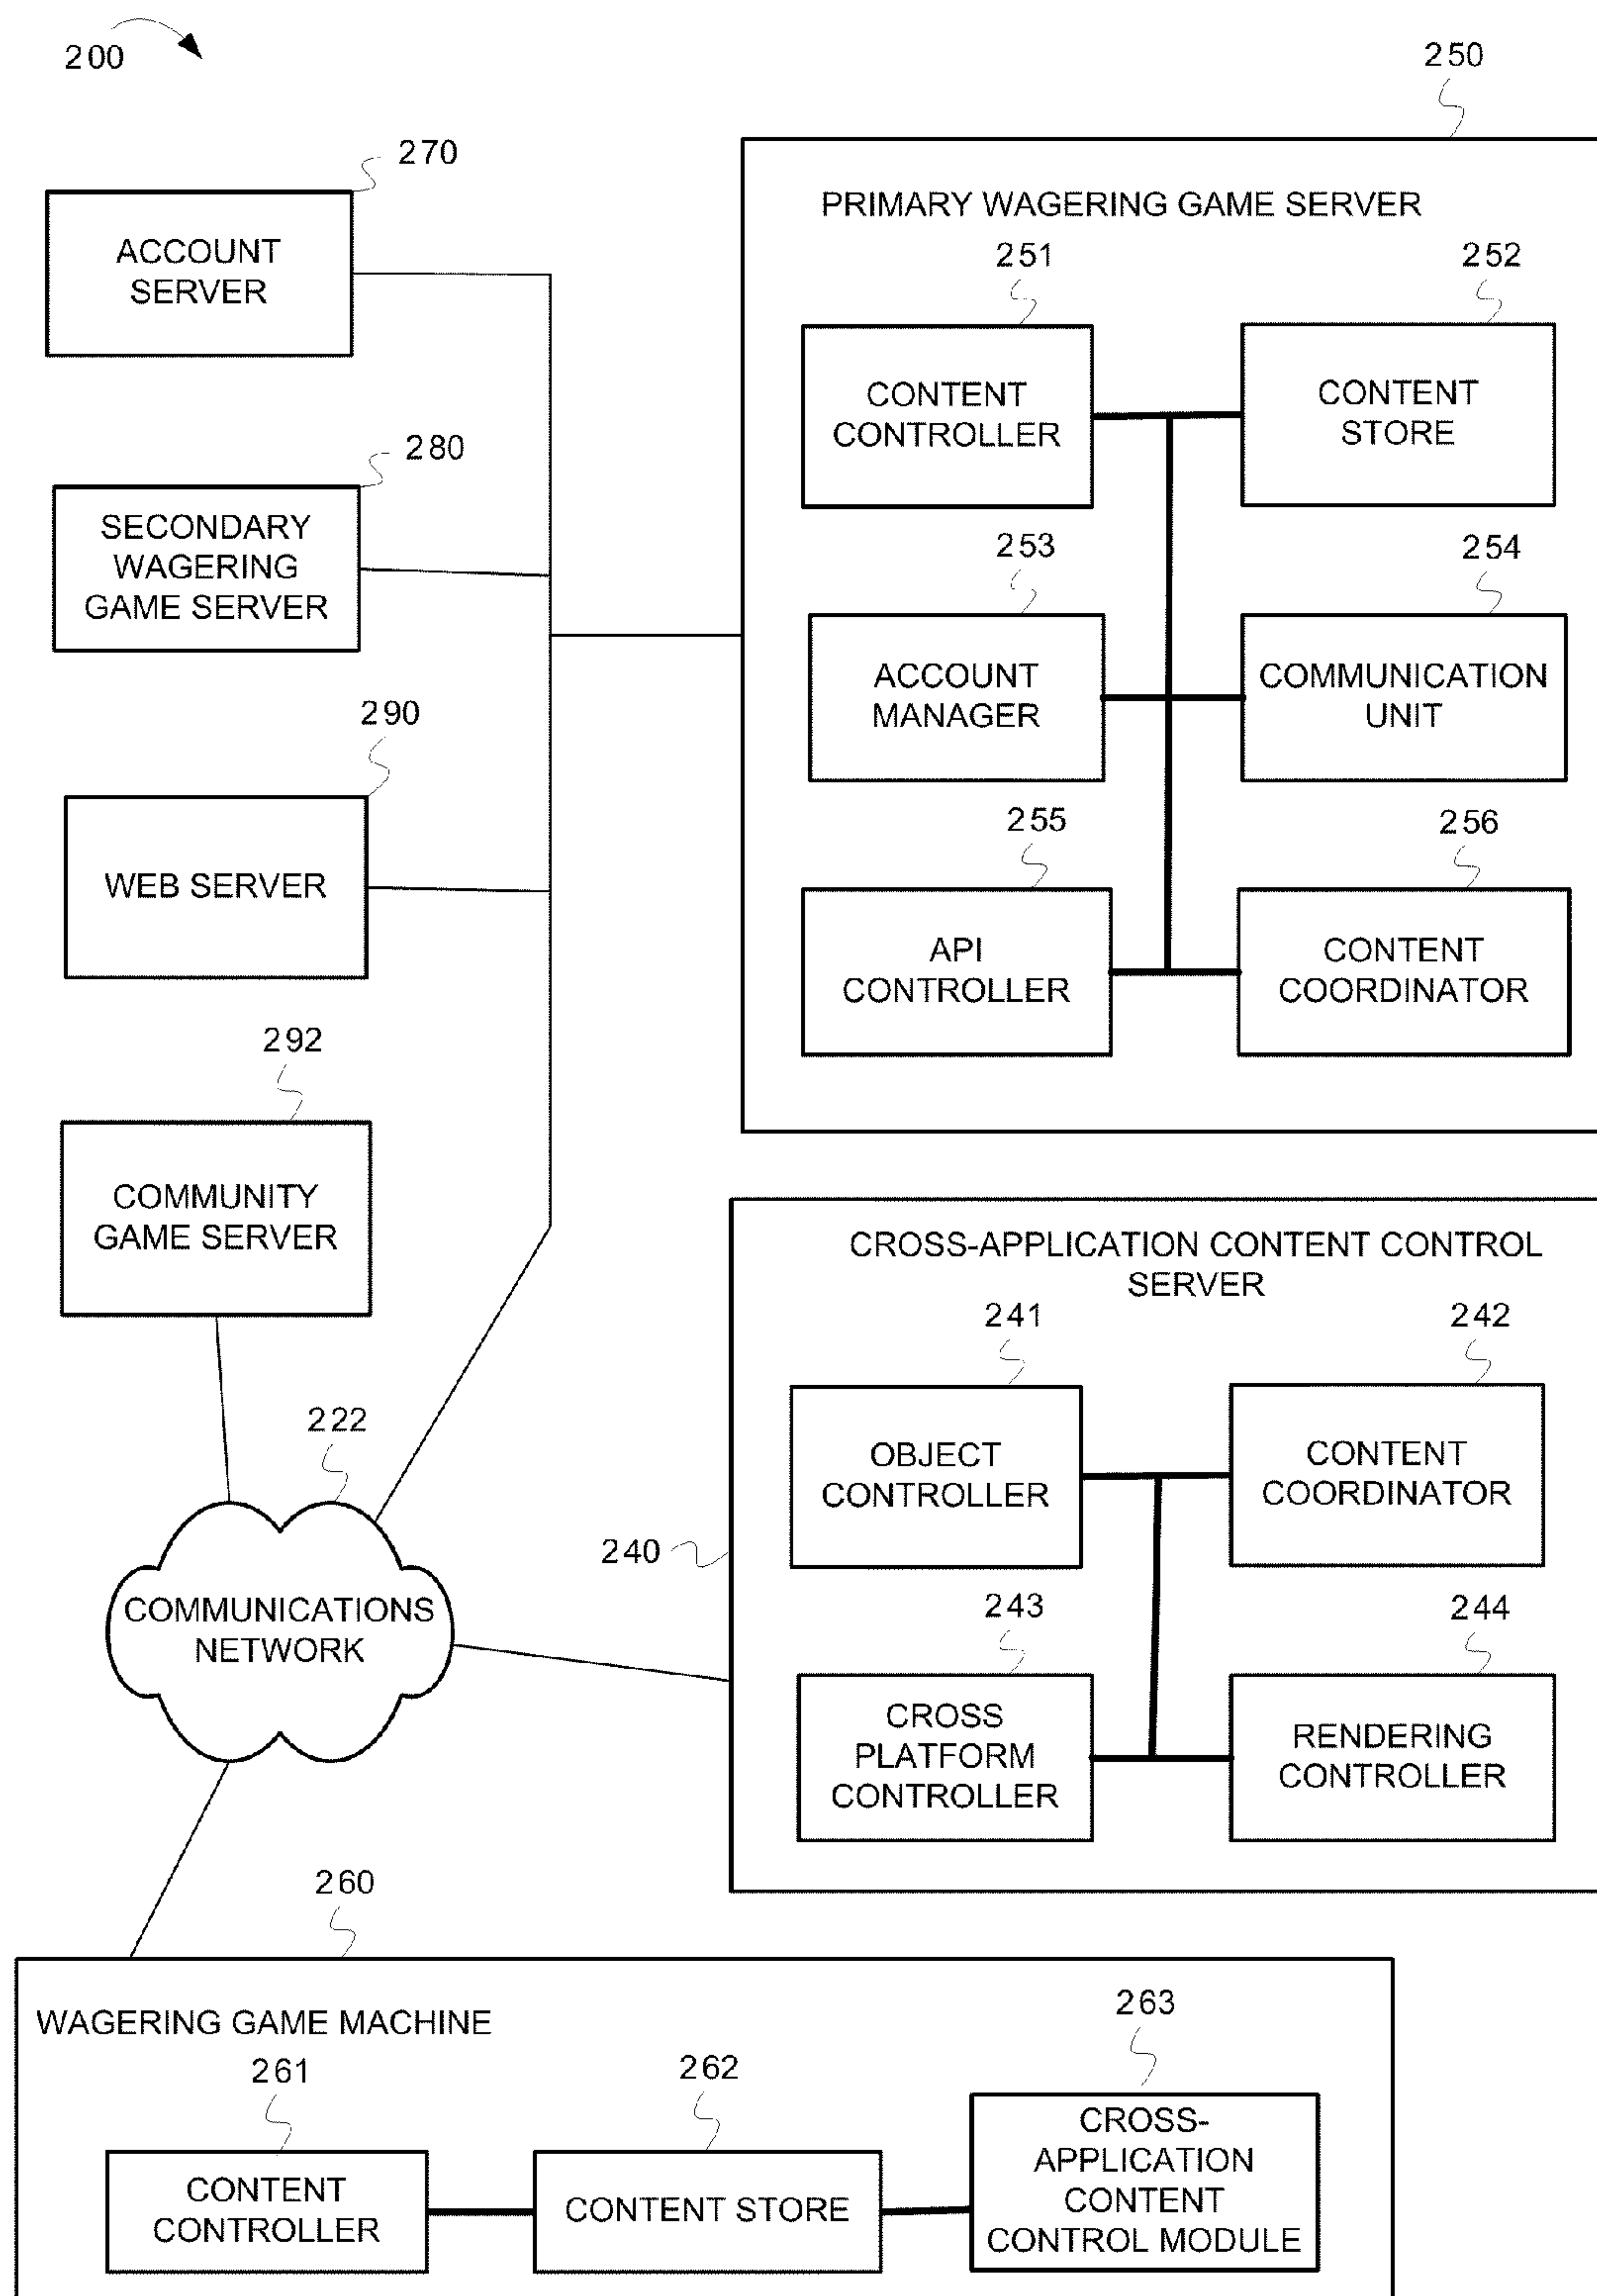 200
250
270
ACCOUNT
SERVER
280
SECONDARY
WAGERING
GAME SERVER
290
WEB SERVER
292
COMMUNITY
GAME SERVER
222
COMMUNICATIONS
NETWORK
PRIMARY WAGERING GAME SERVER
251
CONTENT
CONTROLLER
252
CONTENT
STORE
253
ACCOUNT
MANAGER
254
COMMUNICATION
UNIT
255
API
CONTROLLER
256
CONTENT
COORDINATOR
240
CROSS-APPLICATION CONTENT CONTROL
SERVER
241
OBJECT
CONTROLLER
242
CONTENT
COORDINATOR
243
CROSS
PLATFORM
CONTROLLER
244
RENDERING
CONTROLLER
260
WAGERING GAME MACHINE
261
CONTENT
CONTROLLER
262
CONTENT STORE
263
CROSS-
APPLICATION
CONTENT
CONTROL MODULE